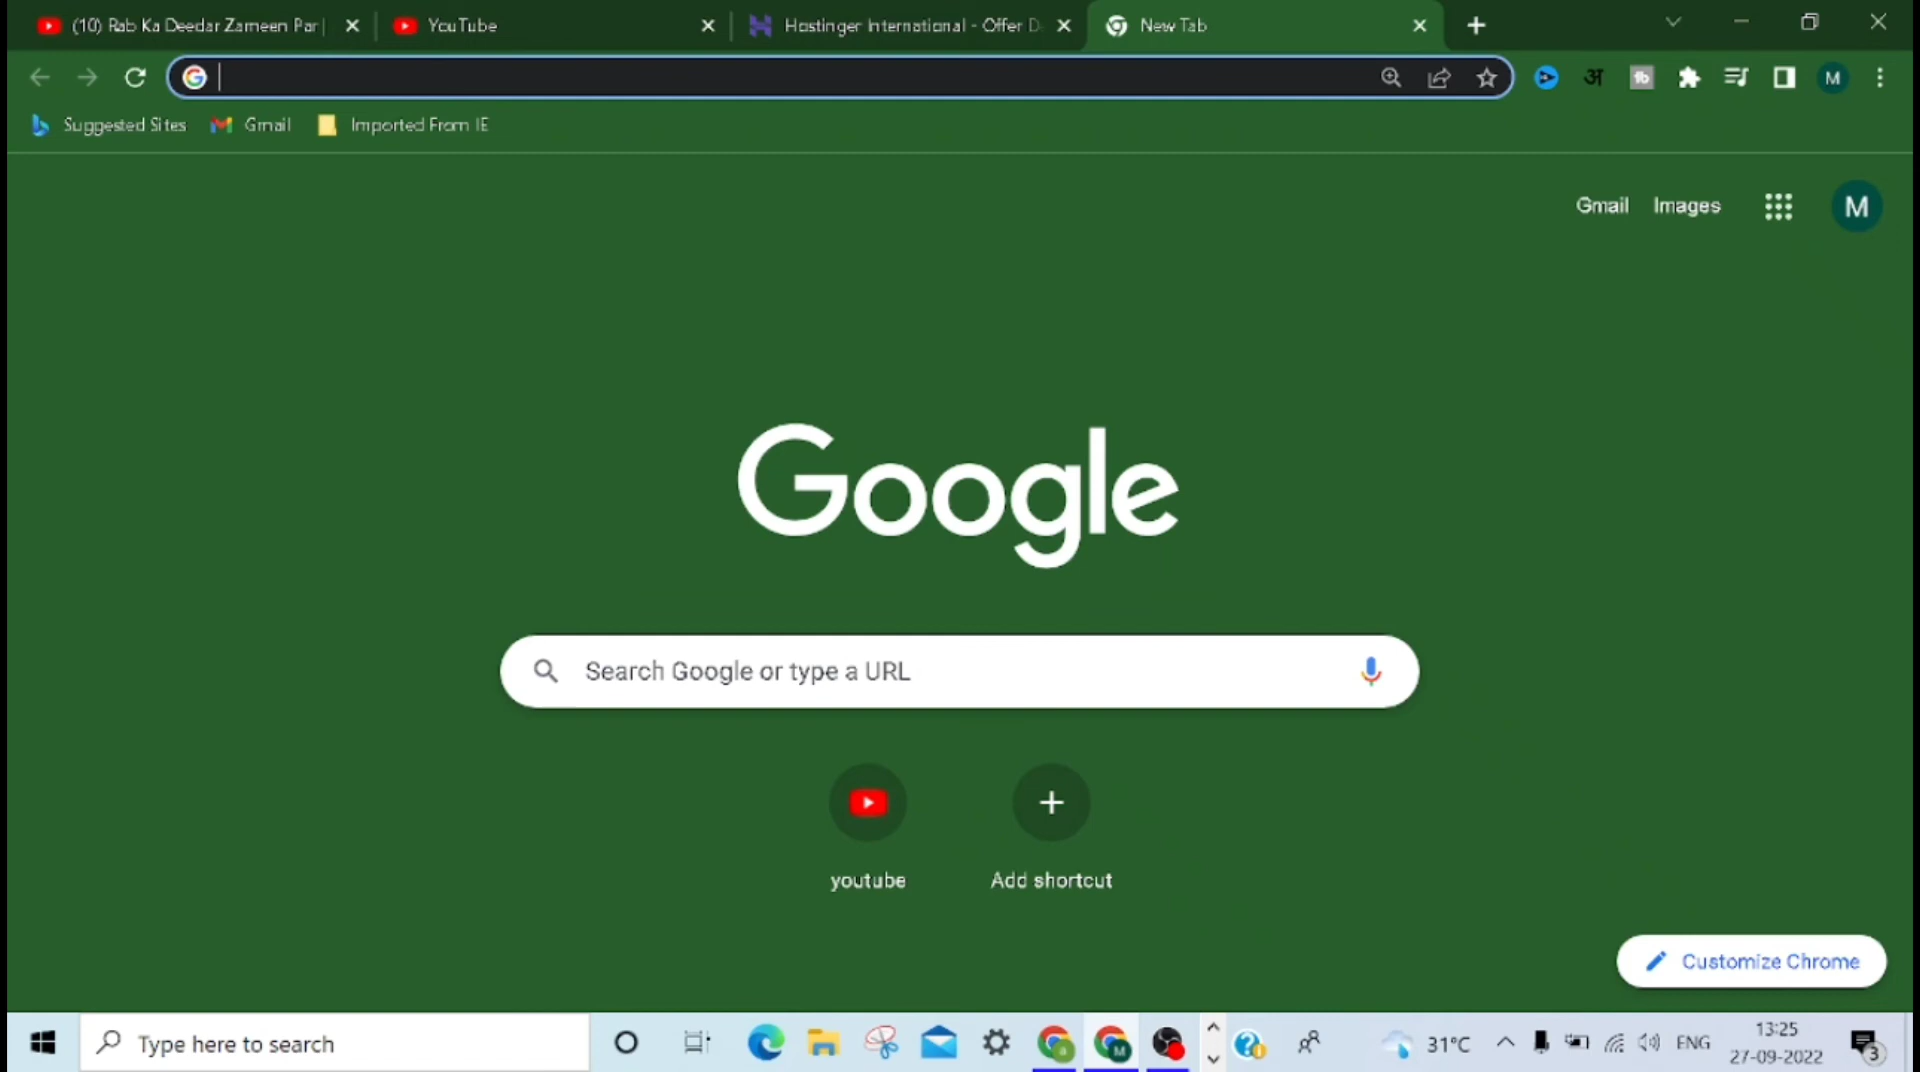 (10) Rab Ka Deedar Zameen Par |
YouTube
Hostinger International - Offer D
New Tab
अ
tb
M
Suggested Sites
Gmail
Imported From IE
Gmail
Images
M
Google
Search Google or type a URL
youtube
Add shortcut
Customize Chrome
Type here to search
a
M
31°C
ENG
13:25
27-09-2022
3